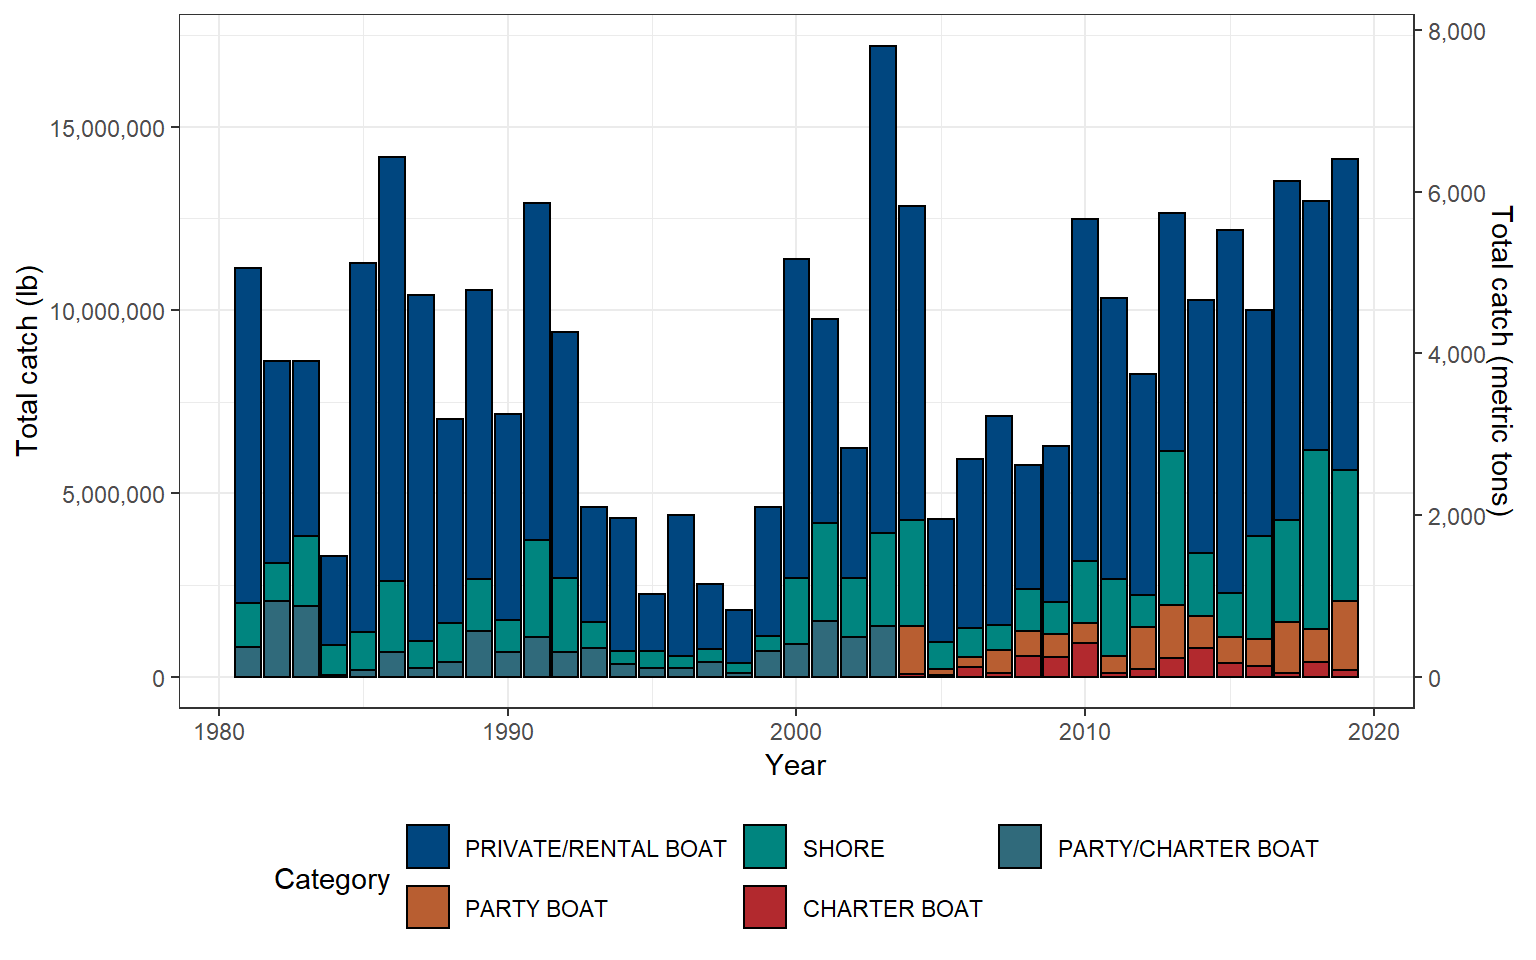 Total catch (lb)
15,000,000
10,000,000
5,000,000
0
8,000
6,000
4,000
2,000
0
Total catch (metric tons)
1980
1990
2000
2010
2020
Year
Category
PRIVATE/RENTAL BOAT
SHORE
PARTY/CHARTER BOAT
PARTY BOAT
CHARTER BOAT